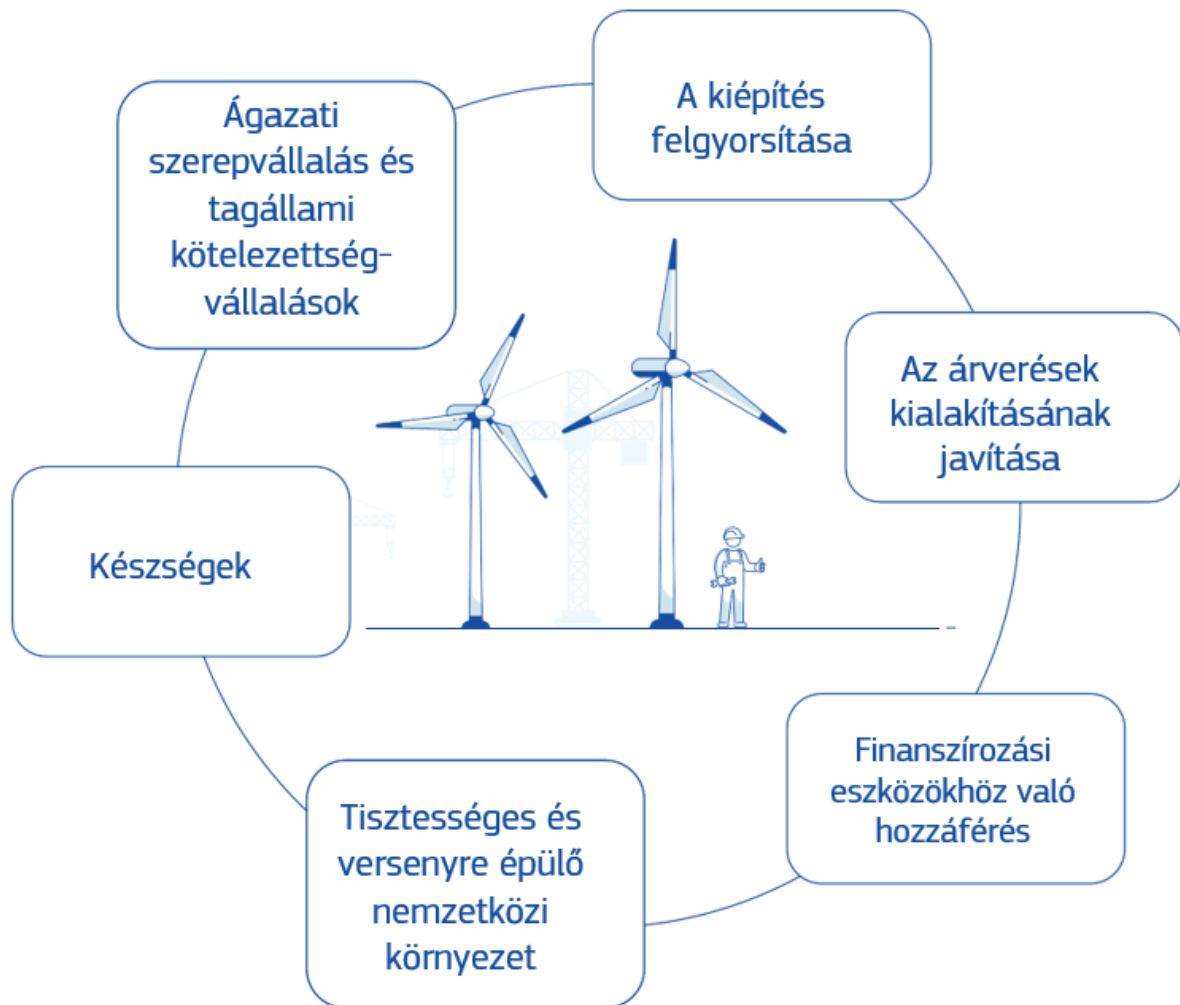 A kiépítés
felgyorsítása
Az árverések
kialakításának
javítása
Finanszírozási
eszközökhöz való
hozzáférés
Tisztességes és
versenyre épülő
nemzetközi
környezet
Készségek
Ágazati
szerepvállalás és
tagállami
kötelezettség-
vállalások